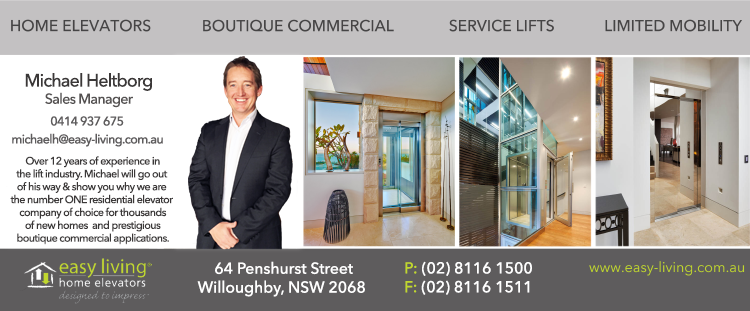 HOME ELEVATORS BOUTIQUE COMMERCIAL SERVICE LIFTS LIMITED MOBILITY
Michael Heltborg
Sales Manager
0414 937 675
michaelh@easy-living.com.au
Over 12 years of experience in
the lift industry. Michael will go out
of his way & show you why we are
the number ONE residential elevator
company of choice for thousands
of new homes and prestigious
boutique commercial applications.
easy living™
home elevators
designed to impress™
64 Penshurst Street
Willoughby, NSW 2068
P: (02) 8116 1500
F: (02) 8116 1511
www.easy-living.com.au